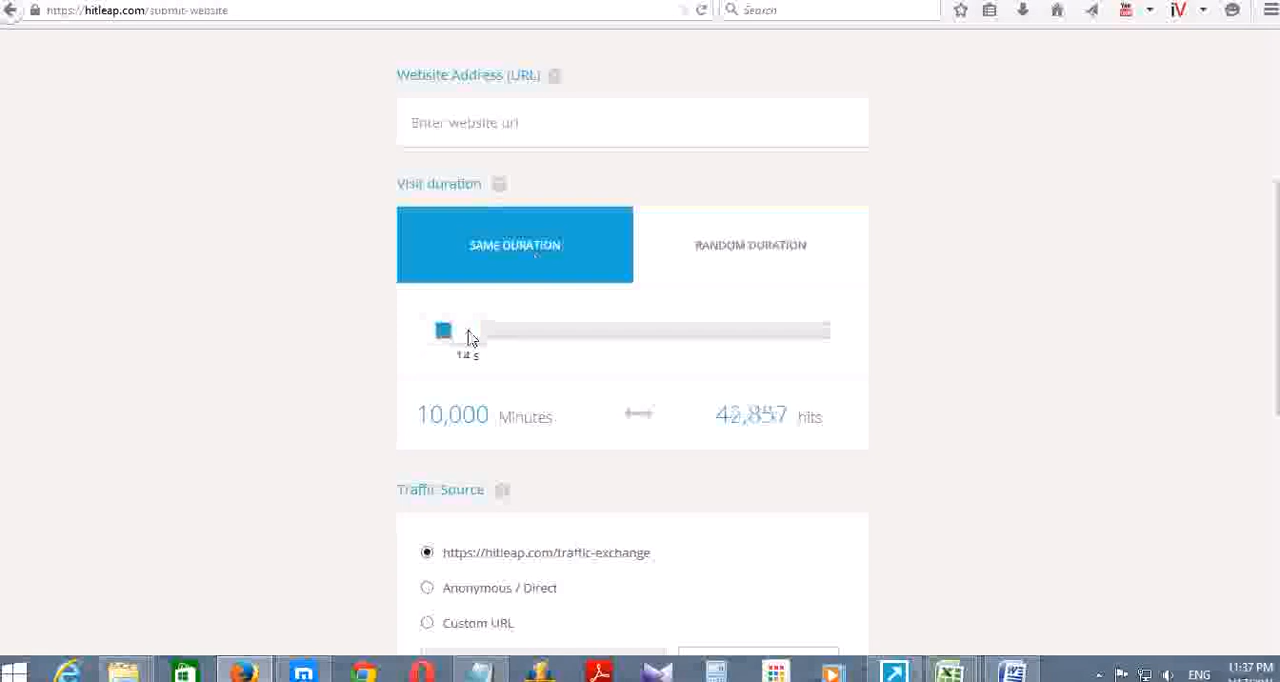 https://hitleap.com/submit-website
Search
Website Address (URL)
Enter website url
Visit duration
SAME DURATION
RANDOM DURATION
14 s
10,000 Minutes
42,857 hits
Traffic Source
https://hitleap.com/traffic-exchange
Anonymous / Direct
Custom URL
ENG
11:37 PM